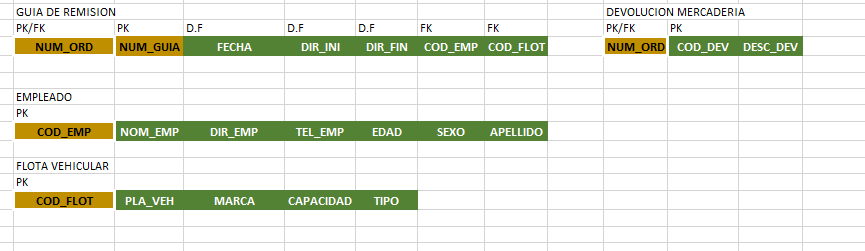 GUIA DE REMISION DEVOLUCION MERCADERIA
PK/FK PK D.F D.F D.F FK FK PK/FK PK
NUM_ORD NUM_GUIA FECHA DIR_INI DIR_FIN COD_EMP COD_FLOT NUM_ORD COD_DEV DESC_DEV
EMPLEADO
PK
COD_EMP NOM_EMP DIR_EMP TEL_EMP EDAD SEXO APELLIDO
FLOTA VEHICULAR
PK
COD_FLOT PLA_VEH MARCA CAPACIDAD TIPO